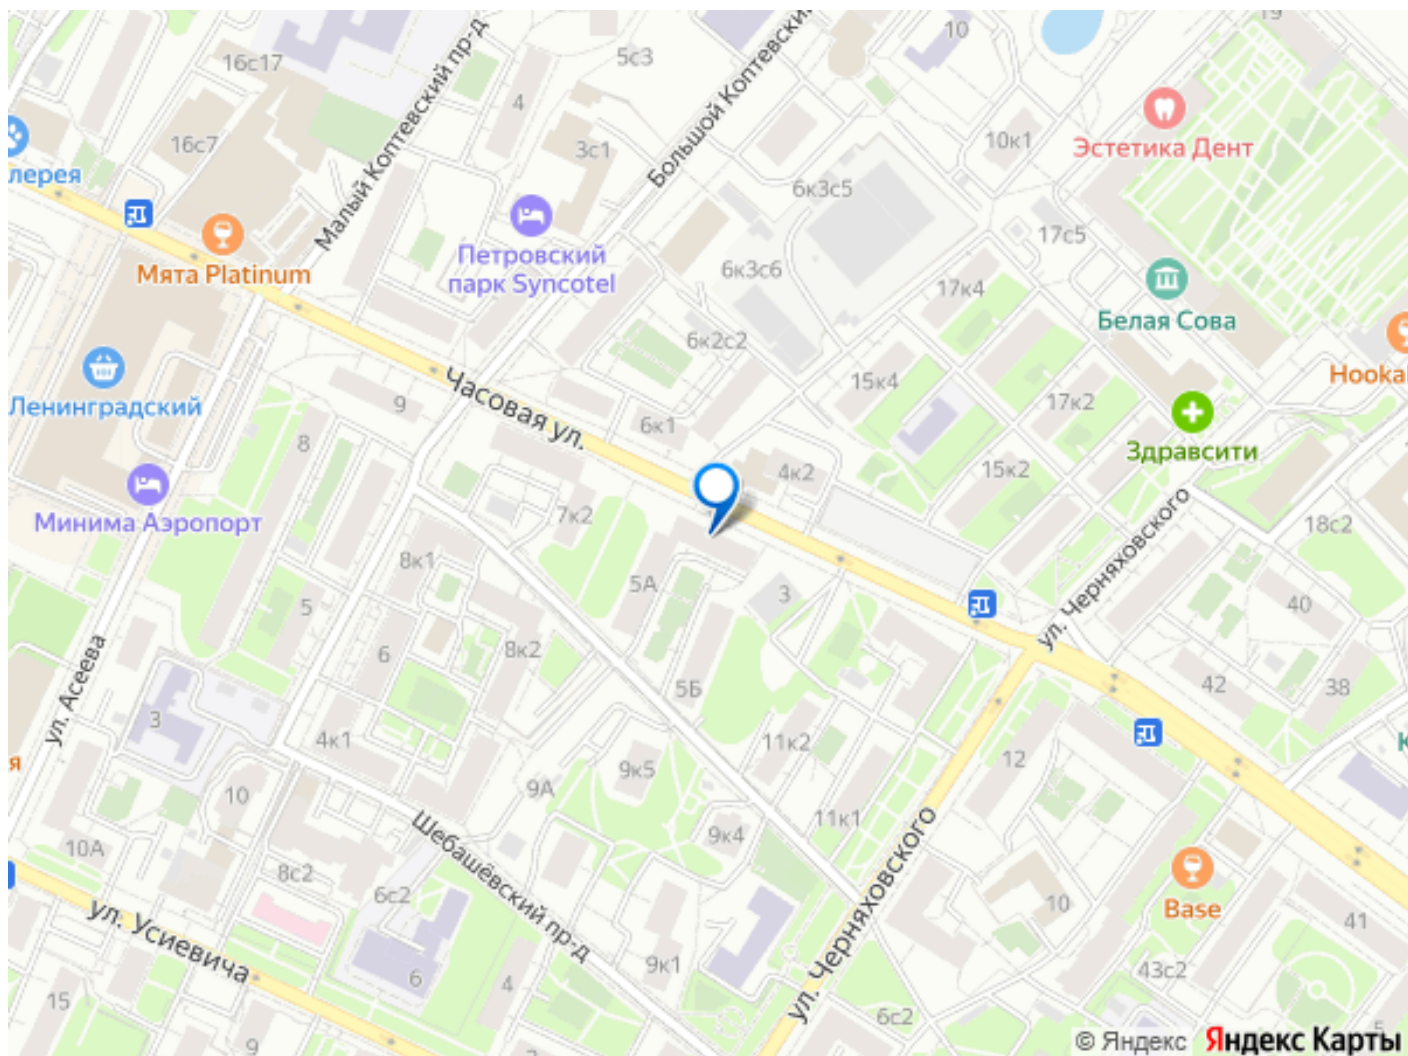 19
10
16с17
5с3
Малый Коптевский пр-д
Большой Коптевский
4
16с7
3с1
10к1
Эстетика Дент
лерея
6к3с5
17с5
Мята Platinum
Петровский
парк Syncotel
6к3с6
17к4
Белая Сова
6к2с2
Hooka
15к4
Ленинградский
9
Часовая ул.
6к1
17к2
8
Здравсити
4к2
15к2
Минима Аэропорт
7к2
18с2
8к1
5А
3
5
40
ул. Черняховского
6
8к2
5Б
42
38
ул. Асеева
3
4к1
11к2
12
К
я
9к5
9А
10
11к1
9к4
10А
Шебашёвский пр-д
8с2
6с2
Base
ул. Усиевича
10
41
ул. Черняховского
9к1
43с2
6
4
15
6с2
9
7
© Яндекс Яндекс Карты